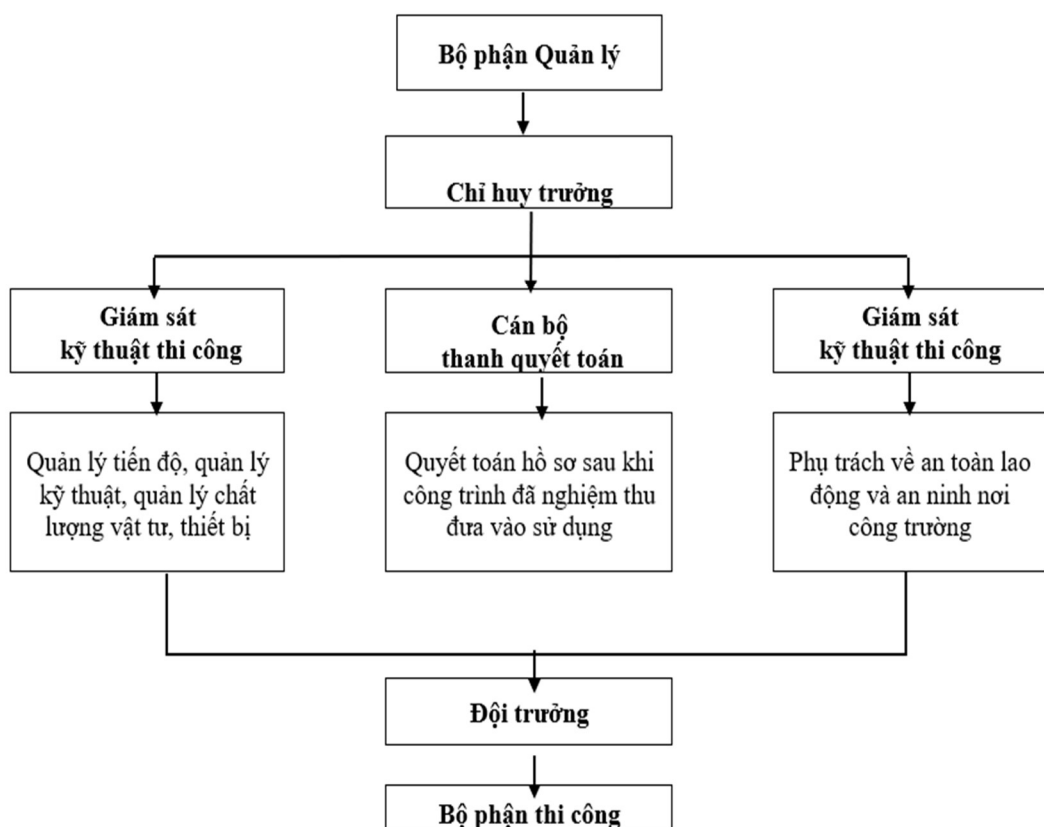 Bộ phận Quản lý
Chỉ huy trưởng
Giám sát
kỹ thuật thi công
Cán bộ
thanh quyết toán
Giám sát
kỹ thuật thi công
Quản lý tiến độ, quản lý
kỹ thuật, quản lý chất
lượng vật tư, thiết bị
Quyết toán hồ sơ sau khi
công trình đã nghiệm thu
đưa vào sử dụng
Phụ trách về an toàn lao
động và an ninh nơi
công trường
Đội trưởng
Bộ phận thi công